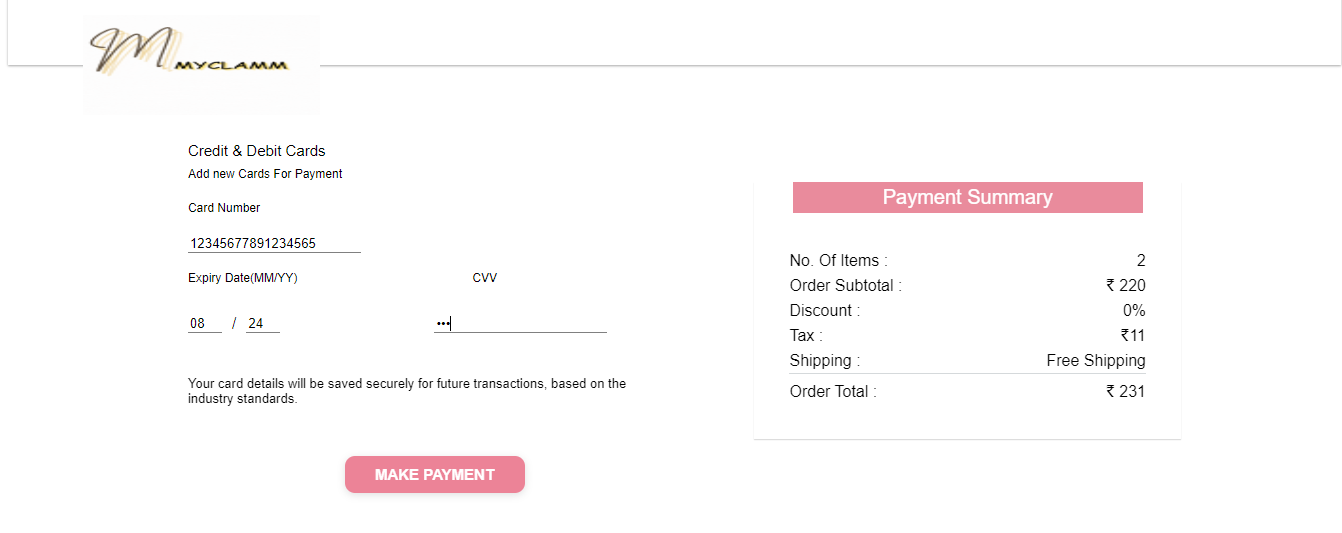 M MYCLAMM
Credit & Debit Cards
Add new Cards For Payment
Card Number
12345677891234565
Expiry Date(MM/YY) CVV
08 / 24 •••
Your card details will be saved securely for future transactions, based on the
industry standards.
MAKE PAYMENT
Payment Summary
No. Of Items : 2
Order Subtotal : ₹ 220
Discount : 0%
Tax : ₹11
Shipping : Free Shipping
Order Total : ₹ 231